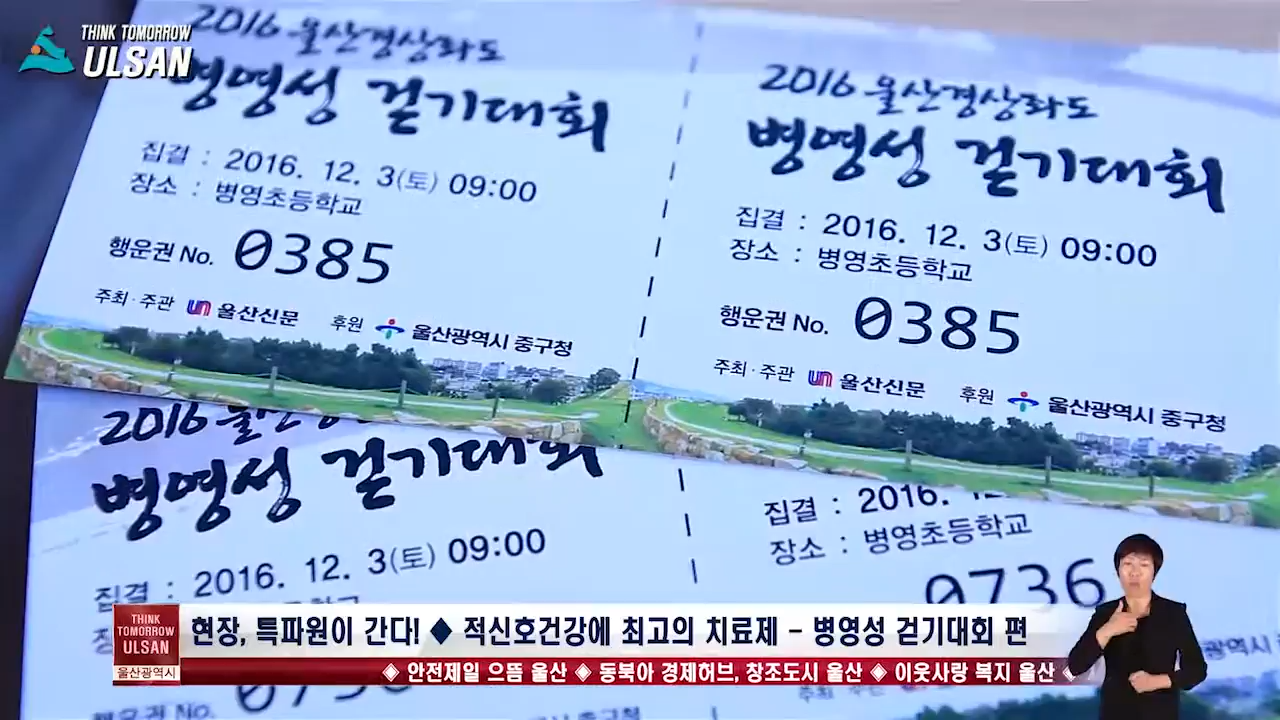 THINK TOMORROW
ULSAN
2016 울산경상좌도
병영성 걷기대회
집결 : 2016. 12. 3(토) 09:00
장소 : 병영초등학교
행운권 No. 0385
주최·주관 울산신문 후원 울산광역시 중구청
2016 울산경상좌도
병영성 걷기대회
집결 : 2016. 12. 3(토) 09:00
장소 : 병영초등학교
행운권 No. 0385
주최·주관 울산신문 후원 울산광역시 중구청
2016
병영성 걷기대회
집결 : 2016. 12. 3(토) 09:00
행운권 No. 0736
집결 : 2016.
장소 : 병영초등학교
0736
THINK
TOMORROW
ULSAN
울산광역시
현장, 특파원이 간다! ◆ 적신호건강에 최고의 치료제 - 병영성 걷기대회 편
◈ 안전제일 으뜸 울산 ◈ 동북아 경제허브, 창조도시 울산 ◈ 이웃사랑 복지 울산